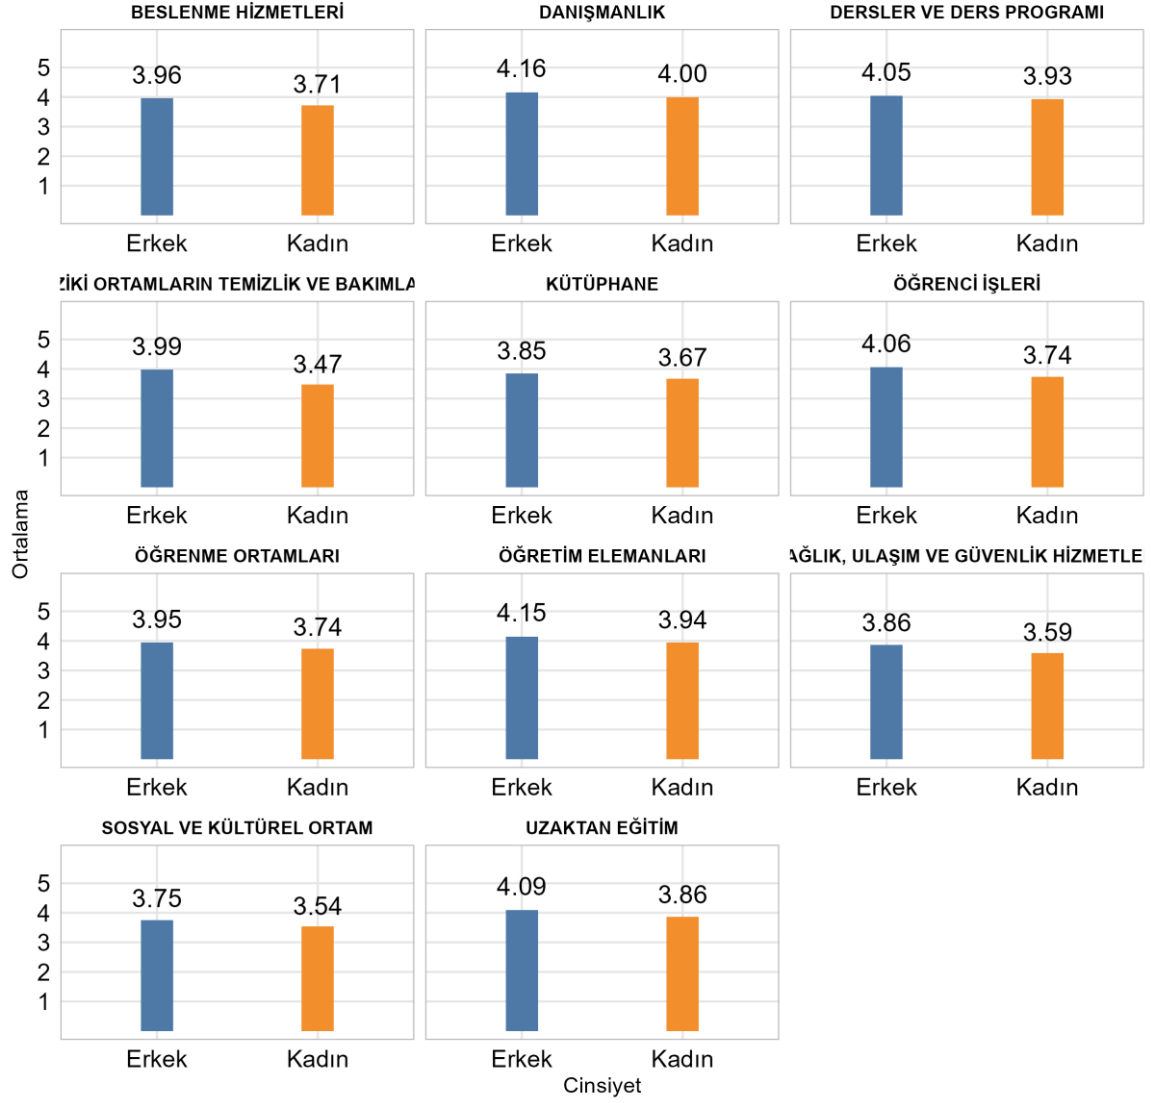 BESLENME HİZMETLERİ
DANIŞMANLIK
DERSLER VE DERS PROGRAMI
5
4
3
2
1
3.96
3.71
4.16
4.00
4.05
3.93
Erkek Kadın
Erkek Kadın
Erkek Kadın
ZİKİ ORTAMLARIN TEMİZLİK VE BAKIMLA
KÜTÜPHANE
ÖĞRENCİ İŞLERİ
5
4
3
2
1
3.99
3.47
3.85
3.67
4.06
3.74
Erkek Kadın
Erkek Kadın
Erkek Kadın
Ortalama
ÖĞRENME ORTAMLARI
ÖĞRETİM ELEMANLARI
AĞLIK, ULAŞIM VE GÜVENLİK HİZMETLE
5
4
3
2
1
3.95
3.74
4.15
3.94
3.86
3.59
Erkek Kadın
Erkek Kadın
Erkek Kadın
SOSYAL VE KÜLTÜREL ORTAM
UZAKTAN EĞİTİM
5
4
3
2
1
3.75
3.54
4.09
3.86
Erkek Kadın
Erkek Kadın
Cinsiyet